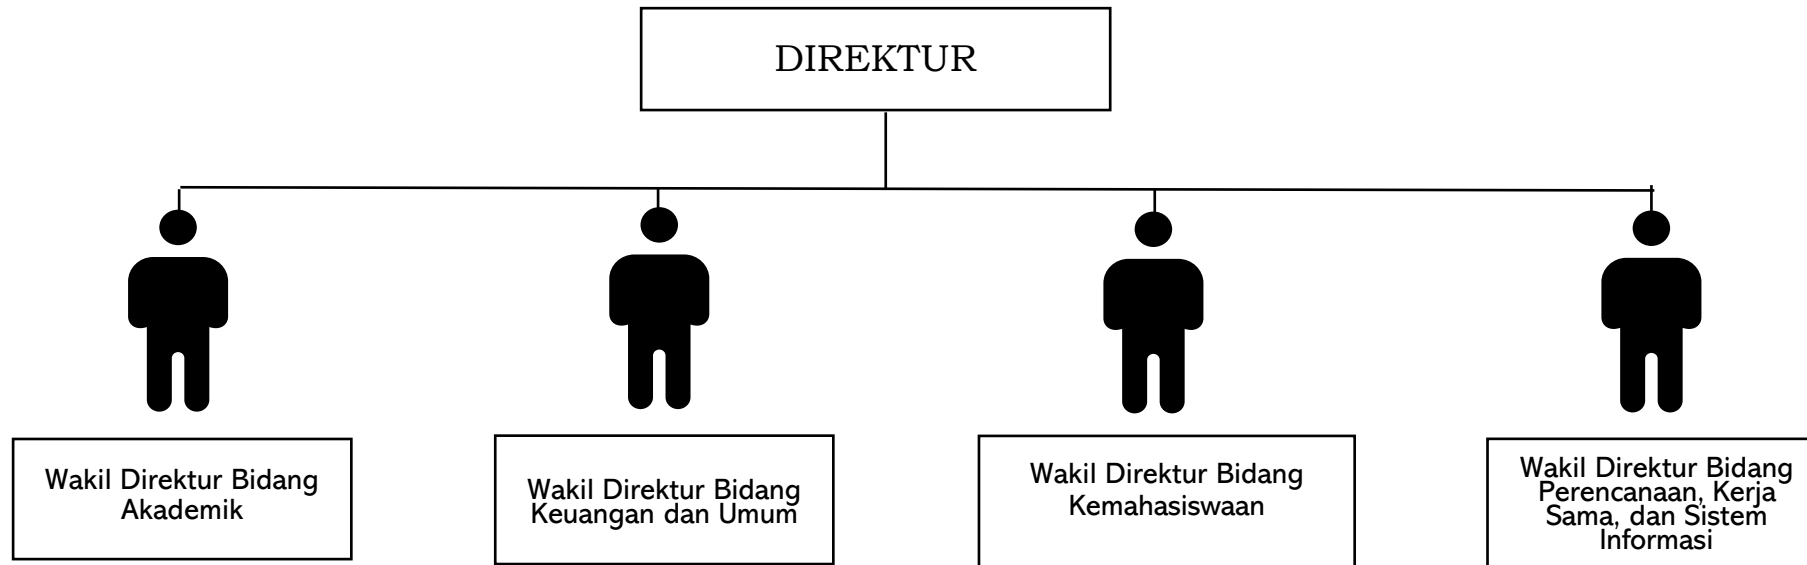 DIREKTUR
Wakil Direktur Bidang
Akademik
Wakil Direktur Bidang
Keuangan dan Umum
Wakil Direktur Bidang
Kemahasiswaan
Wakil Direktur Bidang
Perencanaan, Kerja
Sama, dan Sistem
Informasi